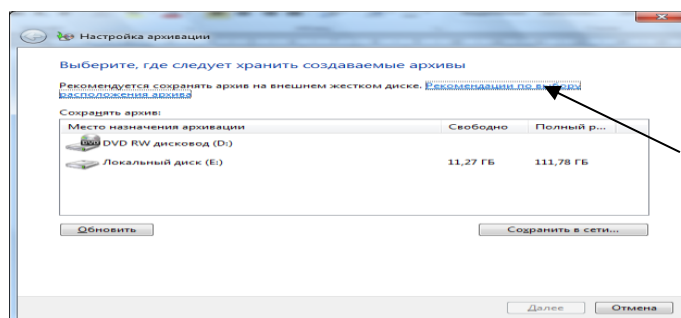 Настройка архивации
Выберите, где следует хранить создаваемые архивы
Рекомендуется сохранять архив на внешнем жестком диске. Рекомендации по выбору
расположения архива
Сохранять архив:
Место назначения архивации Свободно Полный р...
DVD RW дисковод (D:)
Локальный диск (E:) 11,27 ГБ 111,78 ГБ
Обновить Сохранить в сети...
Далее Отмена